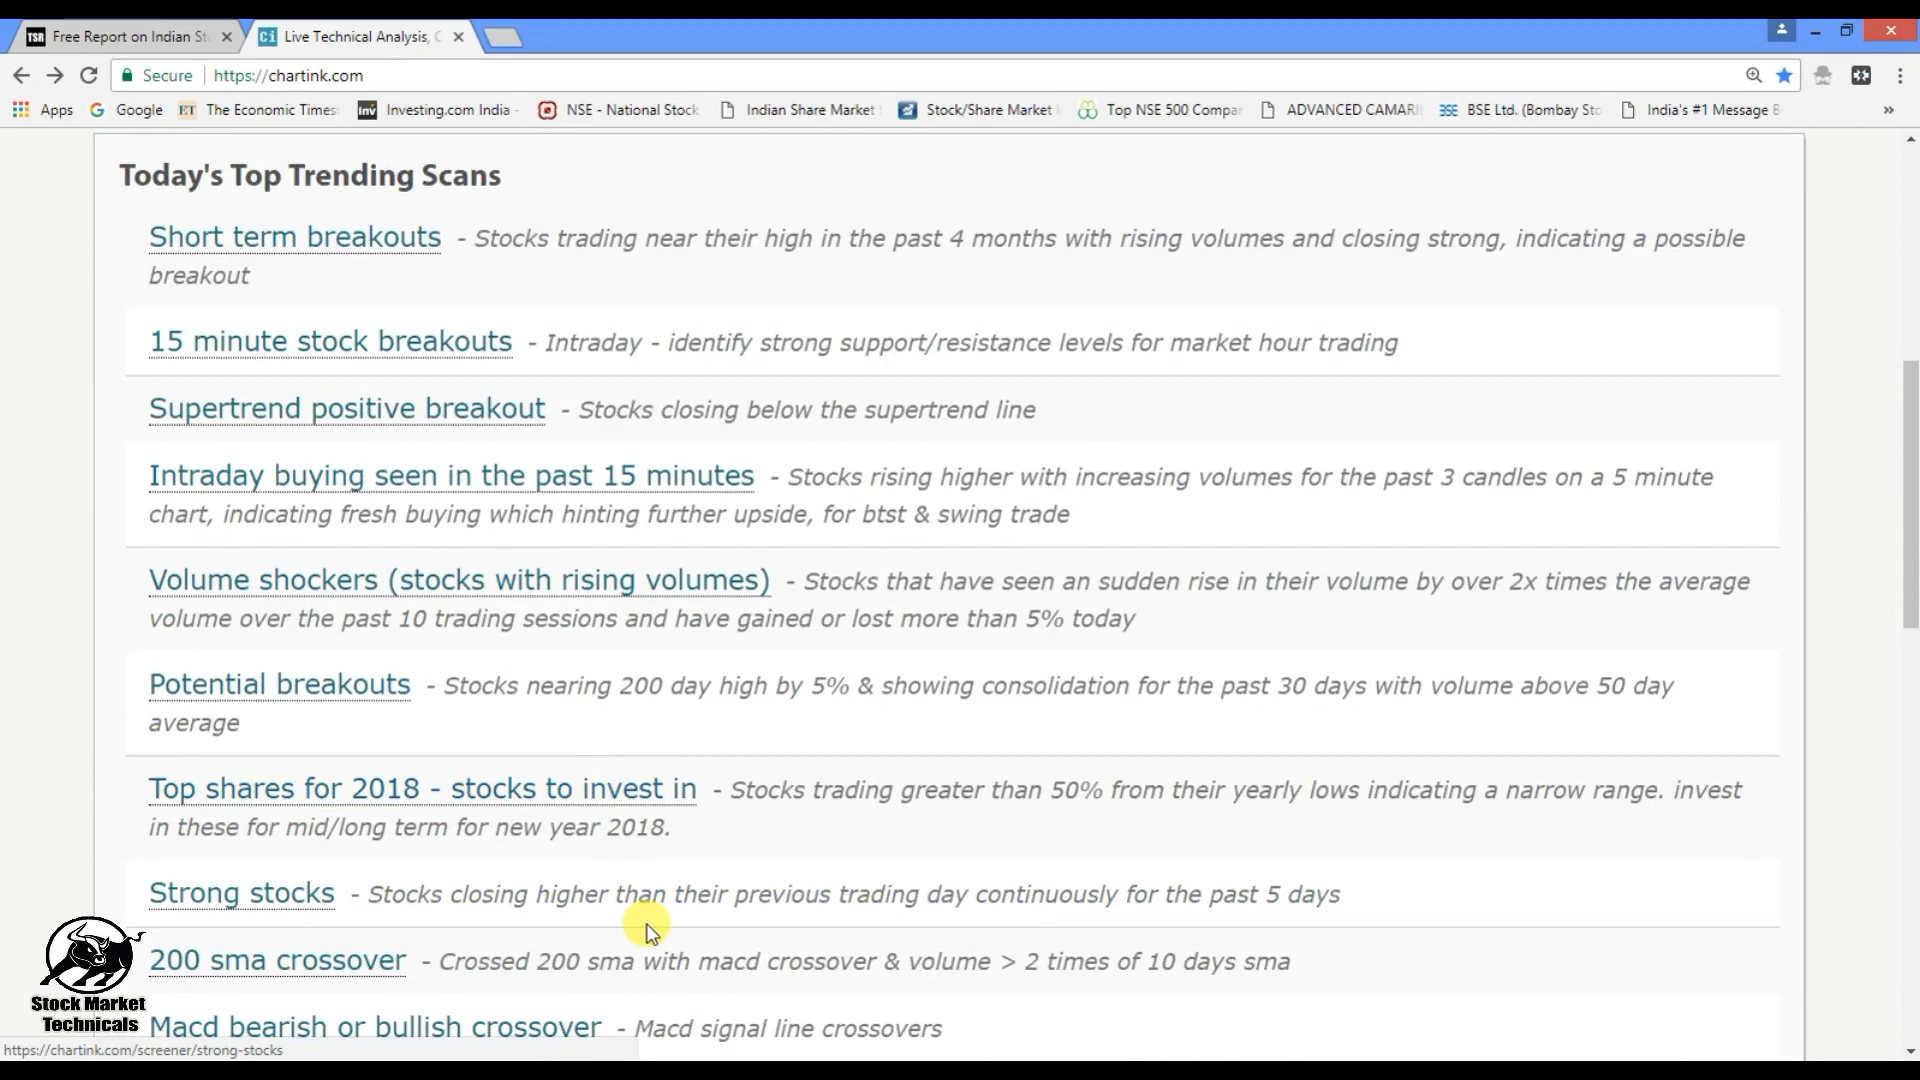 TSR Free Report on Indian St
Ci Live Technical Analysis, C
Secure https://chartink.com
Apps Google ET The Economic Times: Inv Investing.com India - NSE - National Stock Indian Share Market Stock/Share Market Top NSE 500 Compar ADVANCED CAMARI BSE Ltd. (Bombay Sto India's #1 Message B »
Today's Top Trending Scans
Short term breakouts - Stocks trading near their high in the past 4 months with rising volumes and closing strong, indicating a possible
breakout
15 minute stock breakouts - Intraday - identify strong support/resistance levels for market hour trading
Supertrend positive breakout - Stocks closing below the supertrend line
Intraday buying seen in the past 15 minutes - Stocks rising higher with increasing volumes for the past 3 candles on a 5 minute
chart, indicating fresh buying which hinting further upside, for btst & swing trade
Volume shockers (stocks with rising volumes) - Stocks that have seen an sudden rise in their volume by over 2x times the average
volume over the past 10 trading sessions and have gained or lost more than 5% today
Potential breakouts - Stocks nearing 200 day high by 5% & showing consolidation for the past 30 days with volume above 50 day
average
Top shares for 2018 - stocks to invest in - Stocks trading greater than 50% from their yearly lows indicating a narrow range. invest
in these for mid/long term for new year 2018.
Strong stocks - Stocks closing higher than their previous trading day continuously for the past 5 days
200 sma crossover - Crossed 200 sma with macd crossover & volume > 2 times of 10 days sma
Macd bearish or bullish crossover - Macd signal line crossovers
Stock Market
Technicals
https://chartink.com/screener/strong-stocks